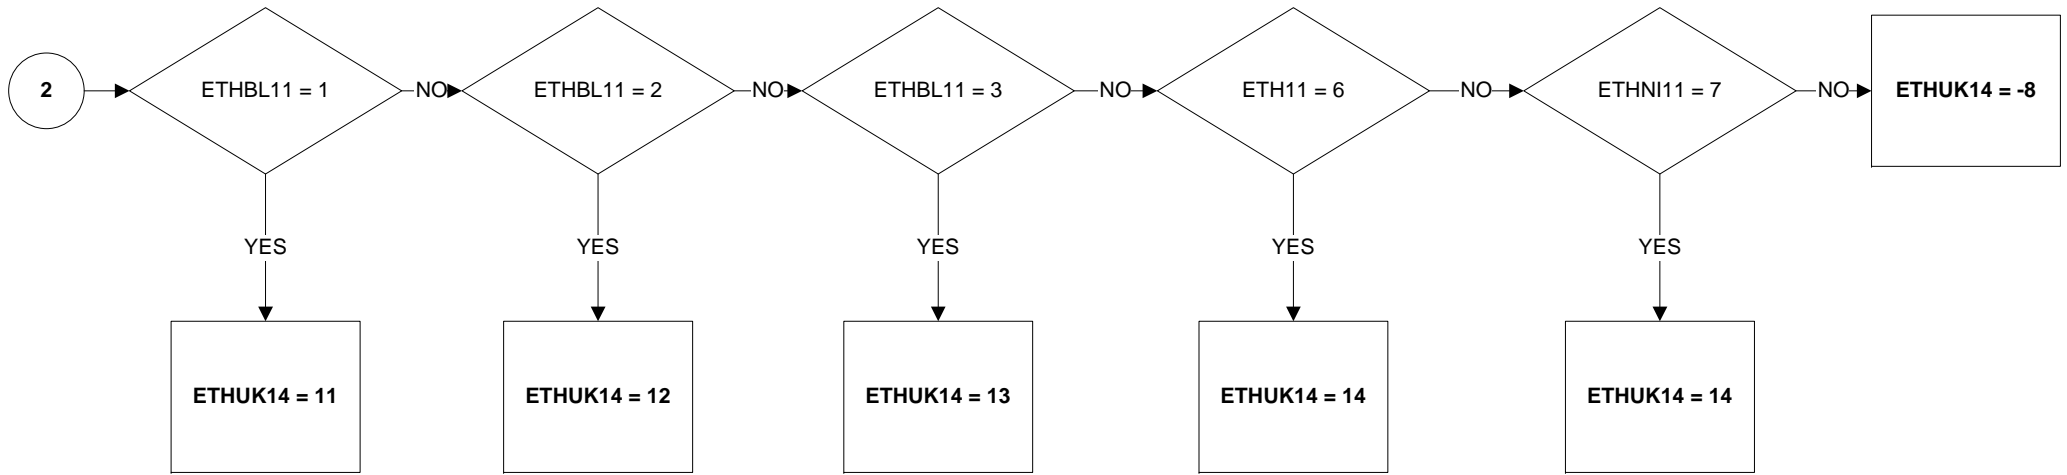 2
ETHBL11 = 1
NO
ETHBL11 = 2
NO
ETHBL11 = 3
NO
ETH11 = 6
NO
ETHNI11 = 7
NO
ETHUK14 = -8
YES
YES
YES
YES
YES
ETHUK14 = 11
ETHUK14 = 12
ETHUK14 = 13
ETHUK14 = 14
ETHUK14 = 14